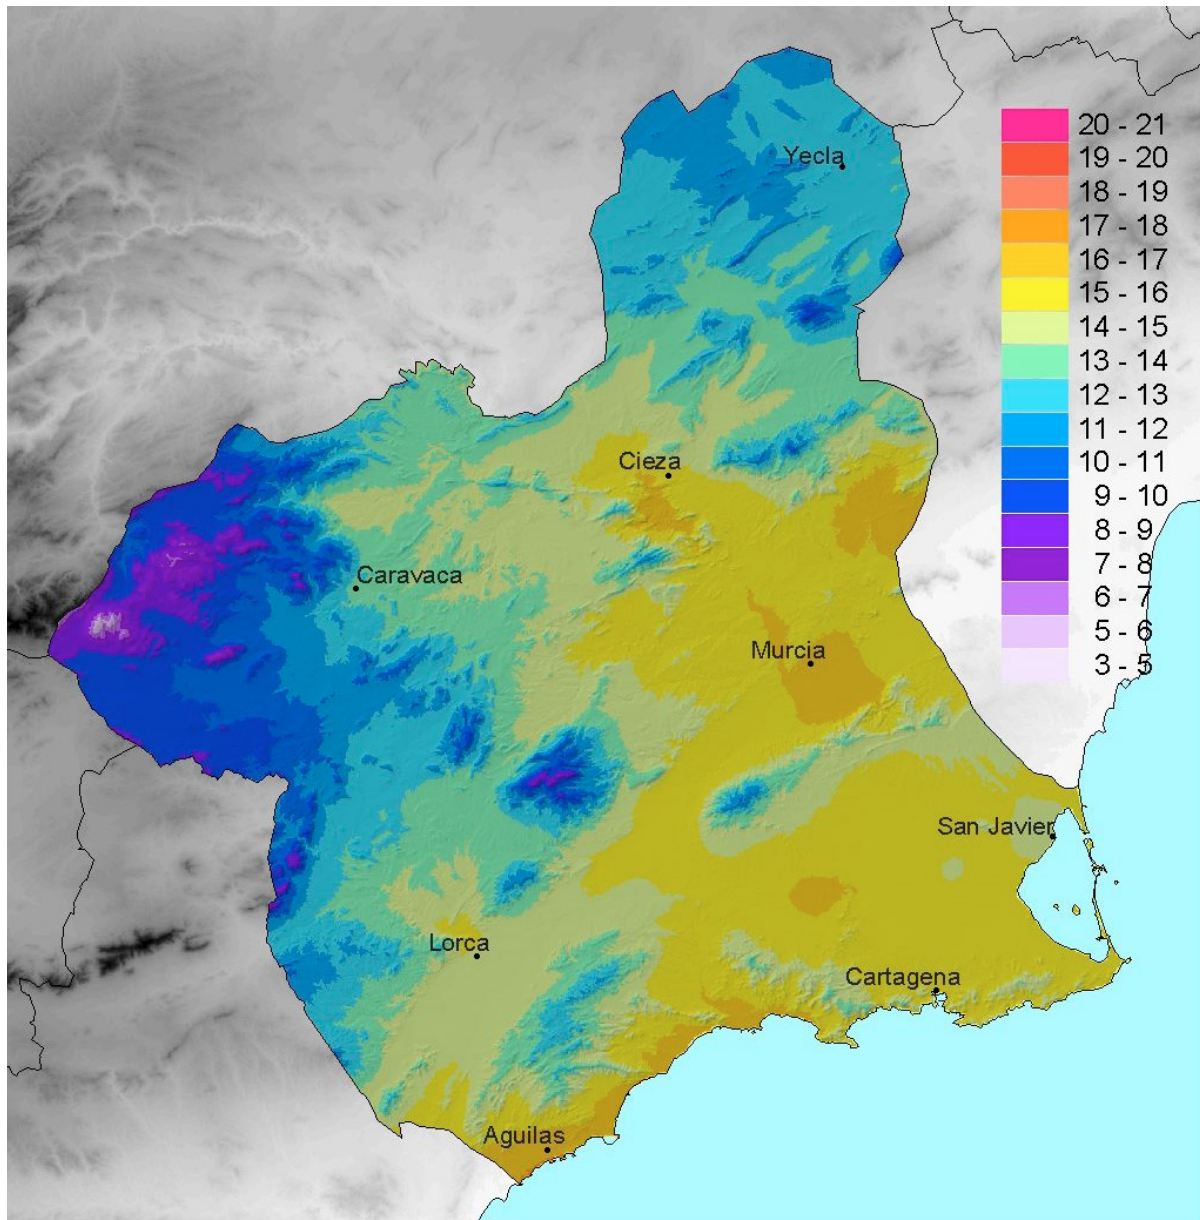 Yecla
20 - 21
19 - 20
18 - 19
17 - 18
16 - 17
15 - 16
14 - 15
13 - 14
12 - 13
11 - 12
10 - 11
9 - 10
8 - 9
7 - 8
6 - 7
5 - 6
3 - 5
Cieza
Caravaca
Murcia
San Javier
Lorca
Cartagena
Aguilas